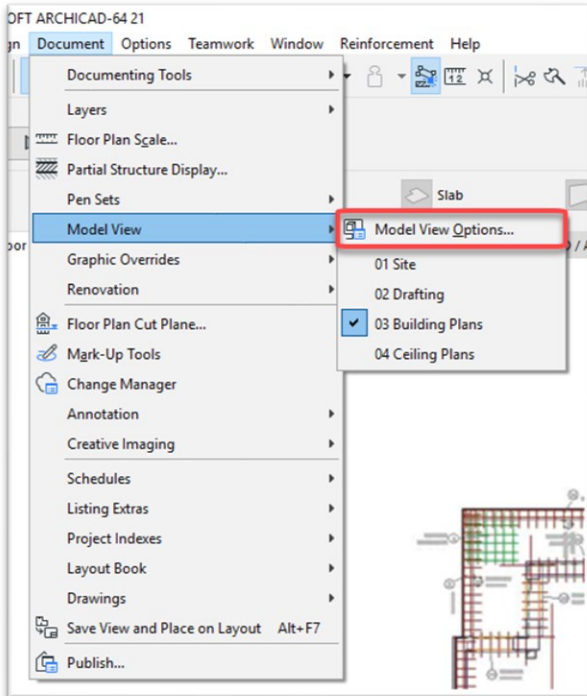 OFT ARCHICAD-64 21
gn Document Options Teamwork Window Reinforcement Help
Documenting Tools
Layers
Floor Plan Scale...
Partial Structure Display...
Slab
Pen Sets
Model View
Model View Options...
oor
Graphic Overrides
01 Site
Renovation
02 Drafting
Floor Plan Cut Plane...
03 Building Plans
Mark-Up Tools
04 Ceiling Plans
Change Manager
Annotation
Creative Imaging
Schedules
Listing Extras
Project Indexes
Layout Book
Drawings
Save View and Place on Layout Alt+F7
Publish...